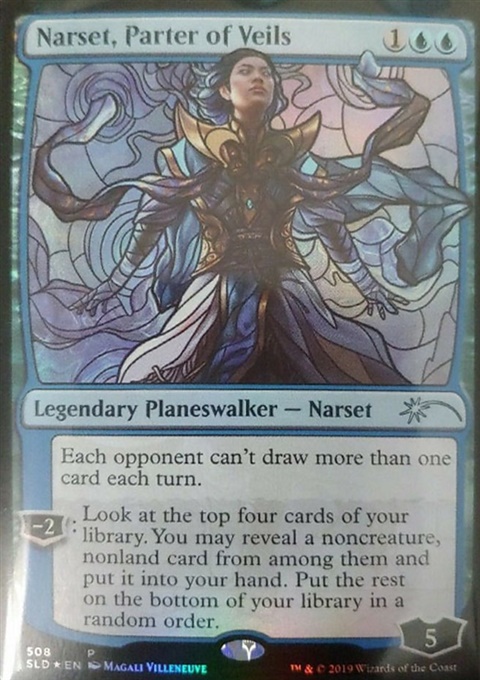 Narset, Parter of Veils 1
Legendary Planeswalker — Narset
Each opponent can't draw more than one
card each turn.
-2: Look at the top four cards of your
library. You may reveal a noncreature,
nonland card from among them and
put it into your hand. Put the rest
on the bottom of your library in a
random order.
5
508 P
SLD ★ EN MAGALI VILLENEUVE
™ & © 2019 Wizards of the Coast